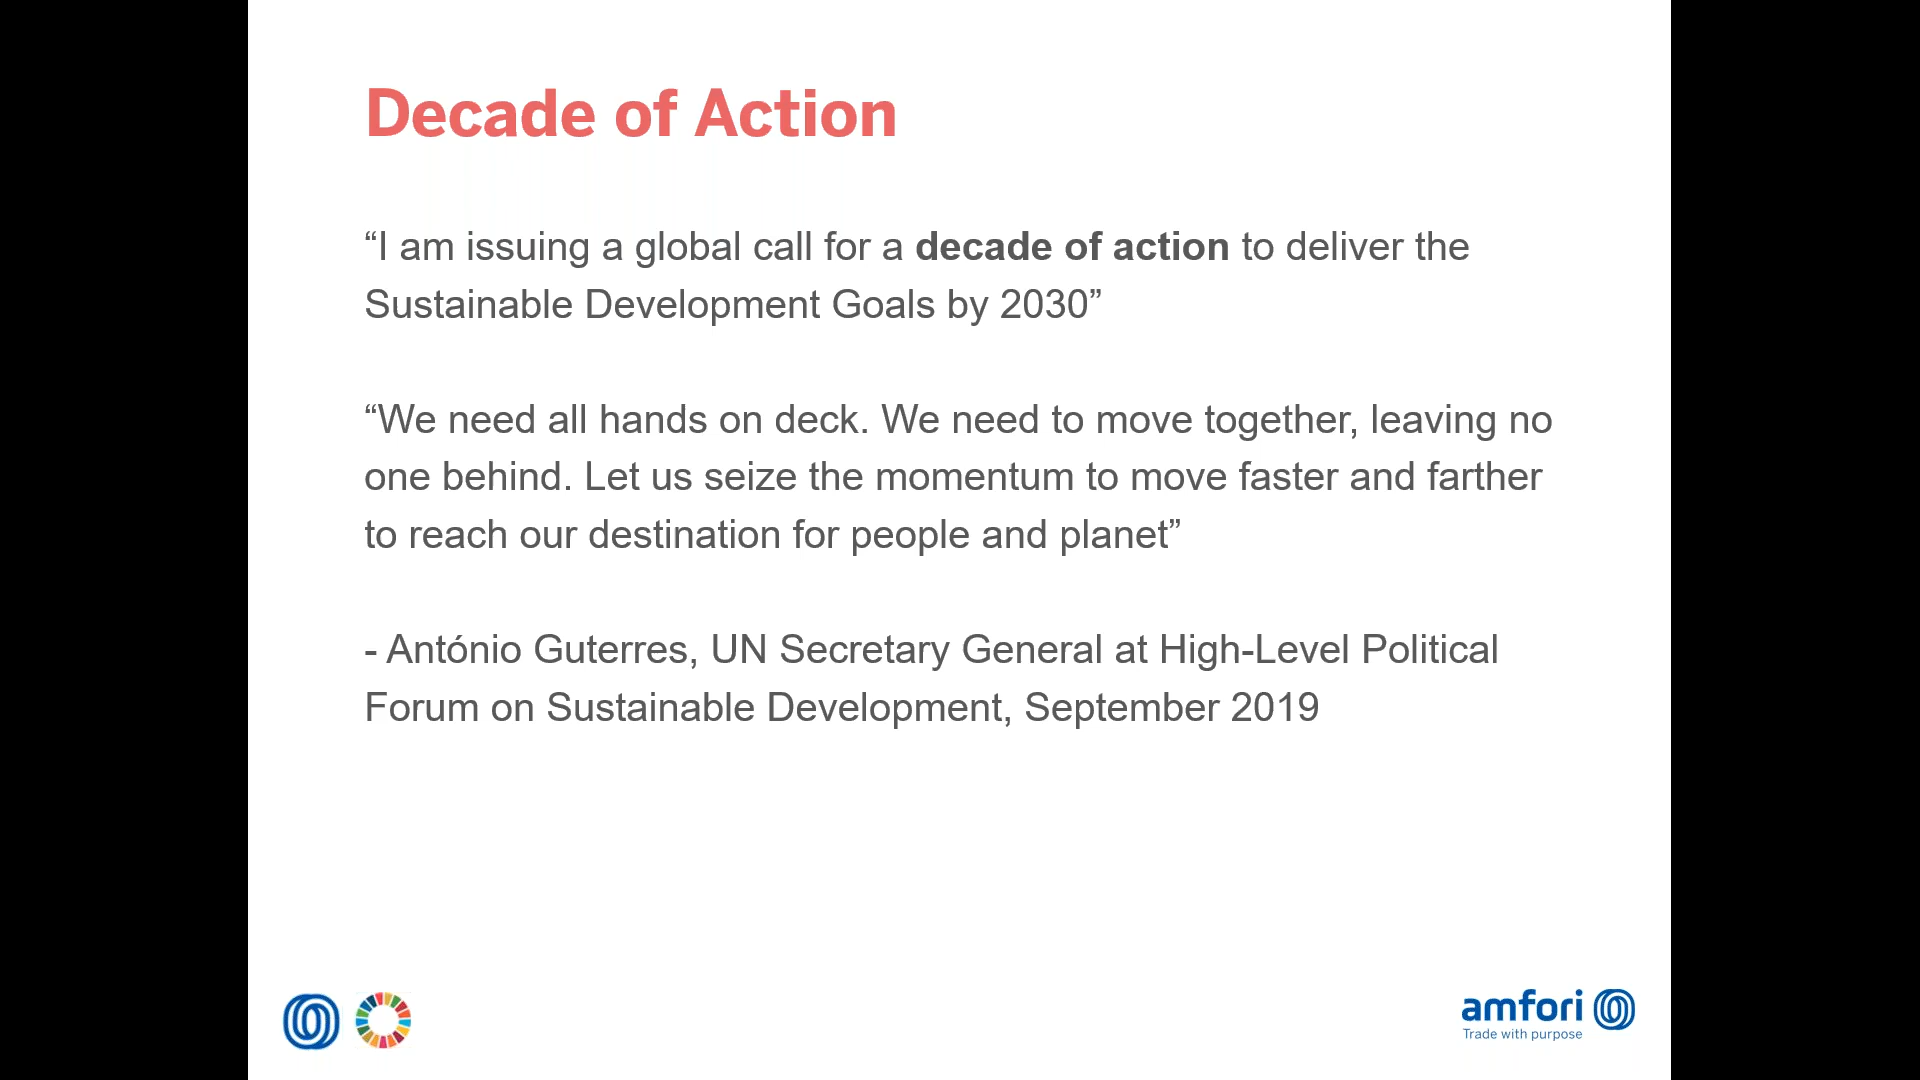 Decade of Action
“I am issuing a global call for a decade of action to deliver the
Sustainable Development Goals by 2030”
“We need all hands on deck. We need to move together, leaving no
one behind. Let us seize the momentum to move faster and farther
to reach our destination for people and planet”
- António Guterres, UN Secretary General at High-Level Political
Forum on Sustainable Development, September 2019
amfori
Trade with purpose